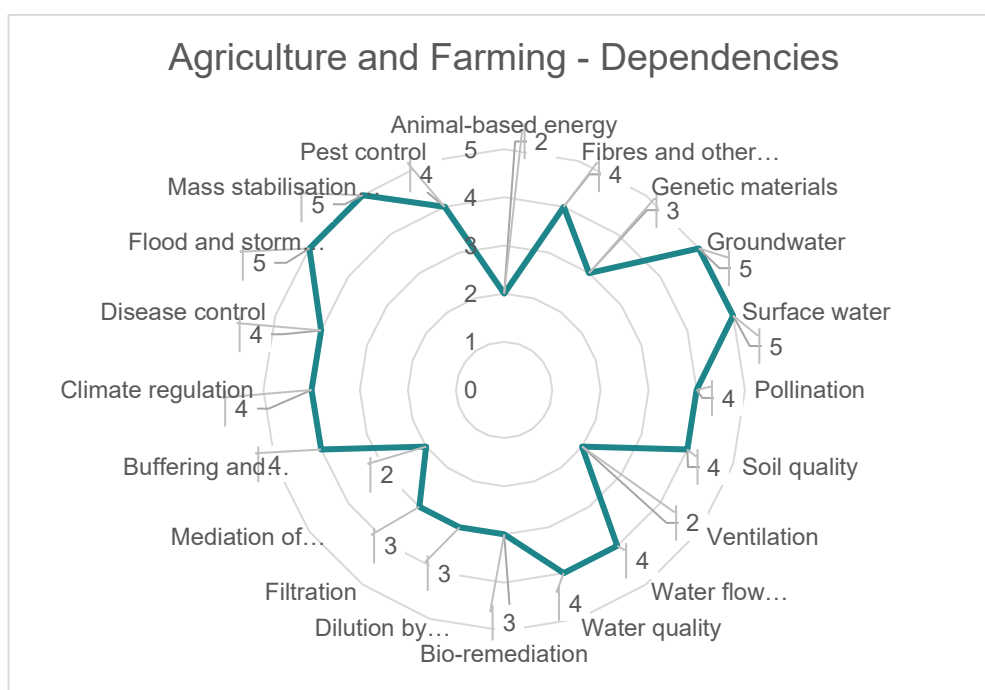 Agriculture and Farming - Dependencies
Animal-based energy
2
Fibres and other…
4
Genetic materials
3
Groundwater
5
Surface water
5
Pollination
4
Soil quality
4
Ventilation
2
Water flow…
4
Water quality
4
Bio-remediation
3
Dilution by…
3
Filtration
3
Mediation of…
2
Buffering and…
4
Climate regulation
4
Disease control
4
Flood and storm…
5
Mass stabilisation…
5
Pest control
4
5
4
3
2
1
0